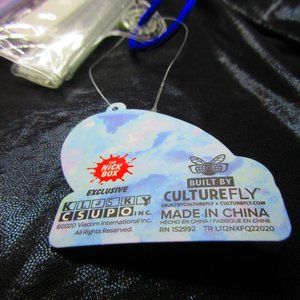 THE
NICK
BOX
EXCLUSIVE
KLASKY
CSUPO INC.
©2020 Viacom International Inc.
All Rights Reserved.
BUILT BY
CULTUREFLY
#BUILTBYCULTUREFLY • CULTUREFLY.COM
MADE IN CHINA
HECHO EN CHINA / FABRIQUÉ EN CHINE
RN 152992 TR L112NXFQ22020